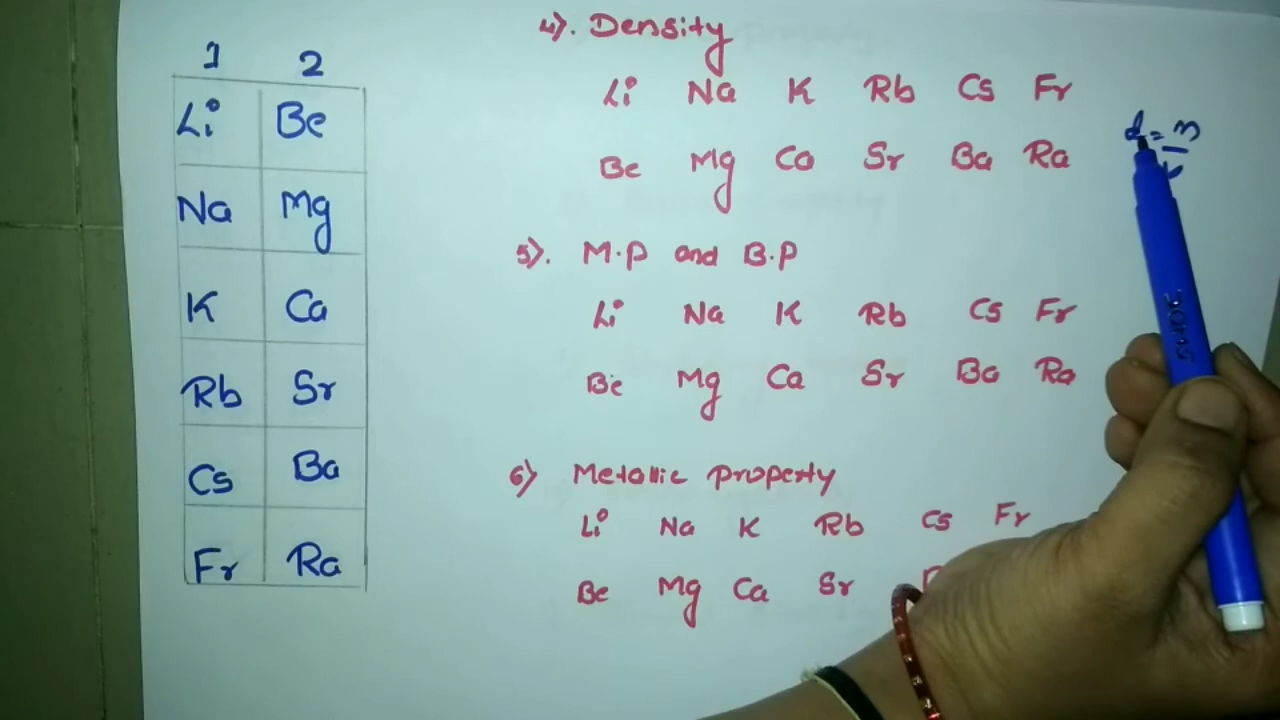 1 2
Li Be
Na Mg
K Ca
Rb Sr
Cs Ba
Fr Ra
4). Density
Li Na K Rb Cs Fr
Be Mg Ca Sr Ba Ra
d = m
v
5). M.P and B.P
Li Na K Rb Cs Fr
Be Mg Ca Sr Ba Ra
6) Metallic property
Li Na K Rb Cs Fr
Be Mg Ca Sr